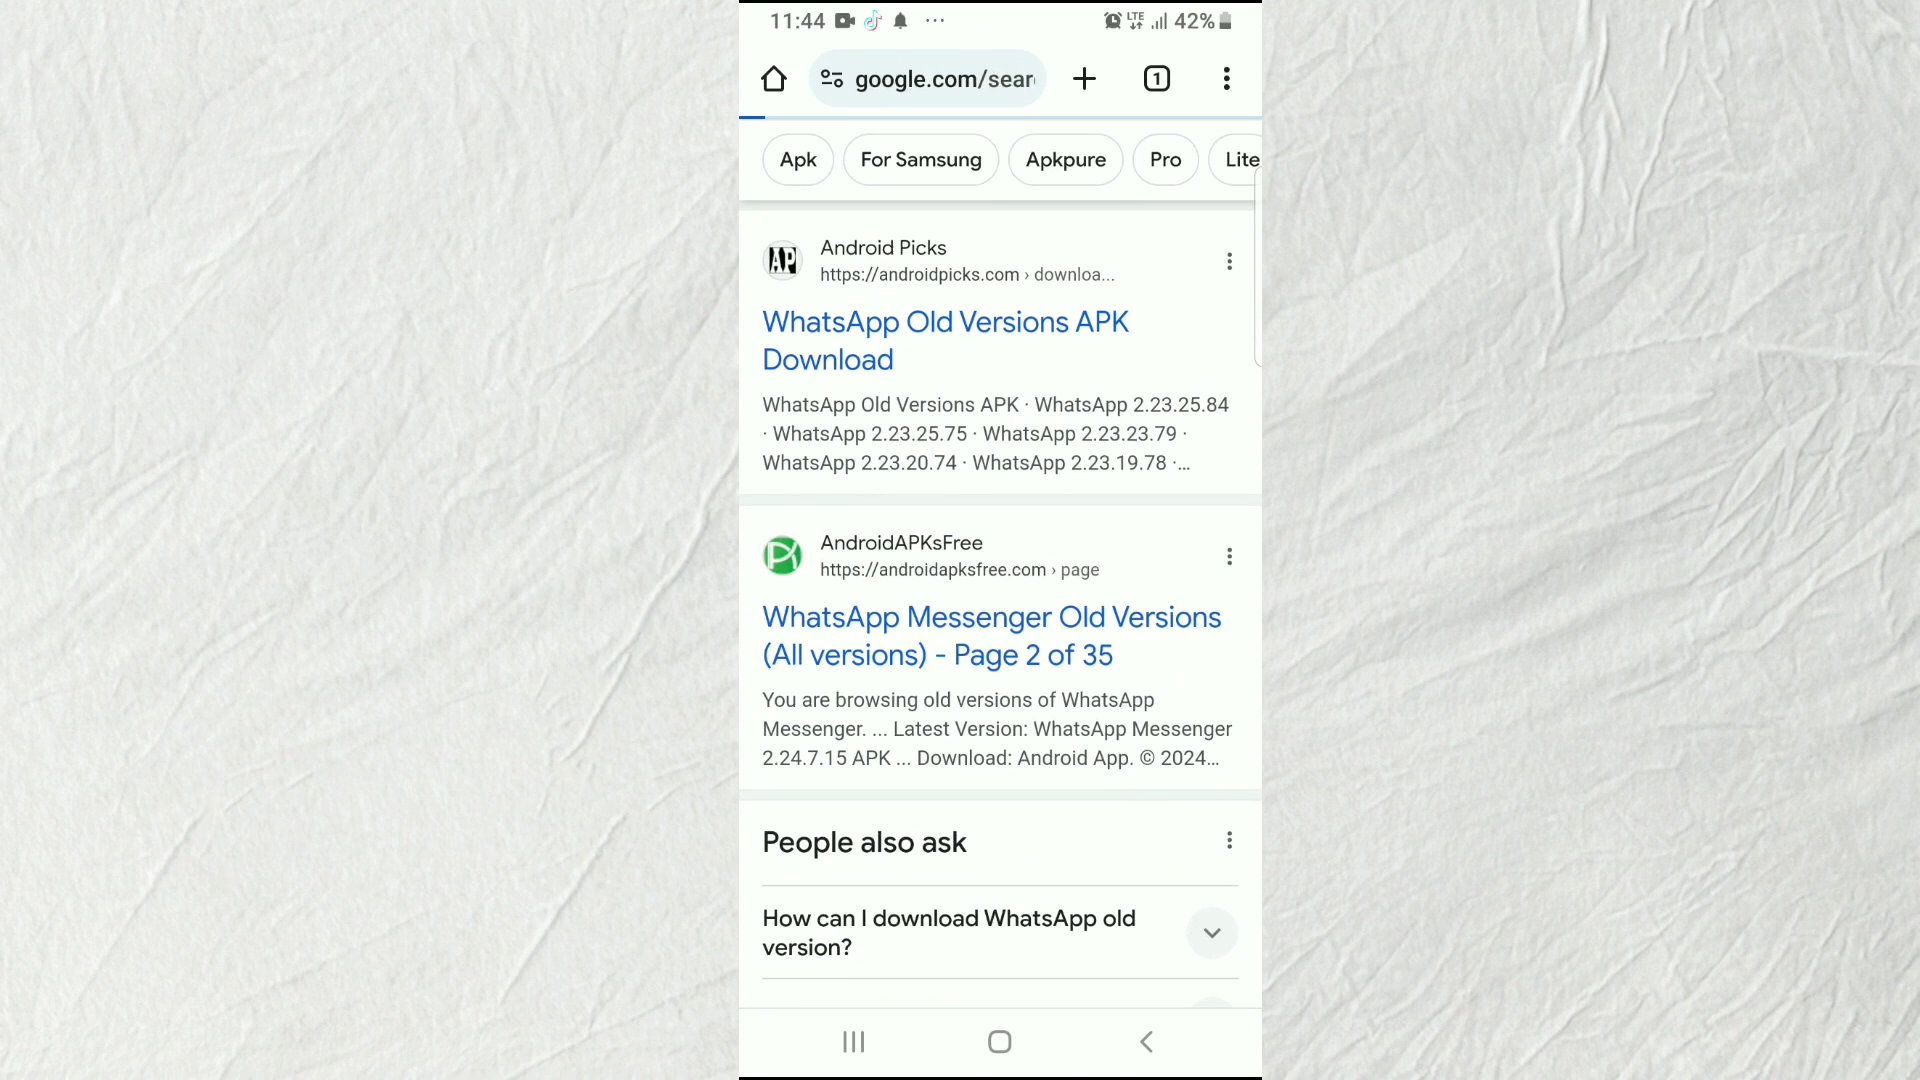 11:44 ... LTE 42%
google.com/sear
1
Apk For Samsung Apkpure Pro Lite
AP
Android Picks
https://androidpicks.com › downloa...
WhatsApp Old Versions APK
Download
WhatsApp Old Versions APK · WhatsApp 2.23.25.84
· WhatsApp 2.23.25.75 · WhatsApp 2.23.23.79 ·
WhatsApp 2.23.20.74 · WhatsApp 2.23.19.78 ·...
AndroidAPKsFree
https://androidapksfree.com › page
WhatsApp Messenger Old Versions
(All versions) - Page 2 of 35
You are browsing old versions of WhatsApp
Messenger. ... Latest Version: WhatsApp Messenger
2.24.7.15 APK ... Download: Android App. © 2024...
People also ask
How can I download WhatsApp old
version?